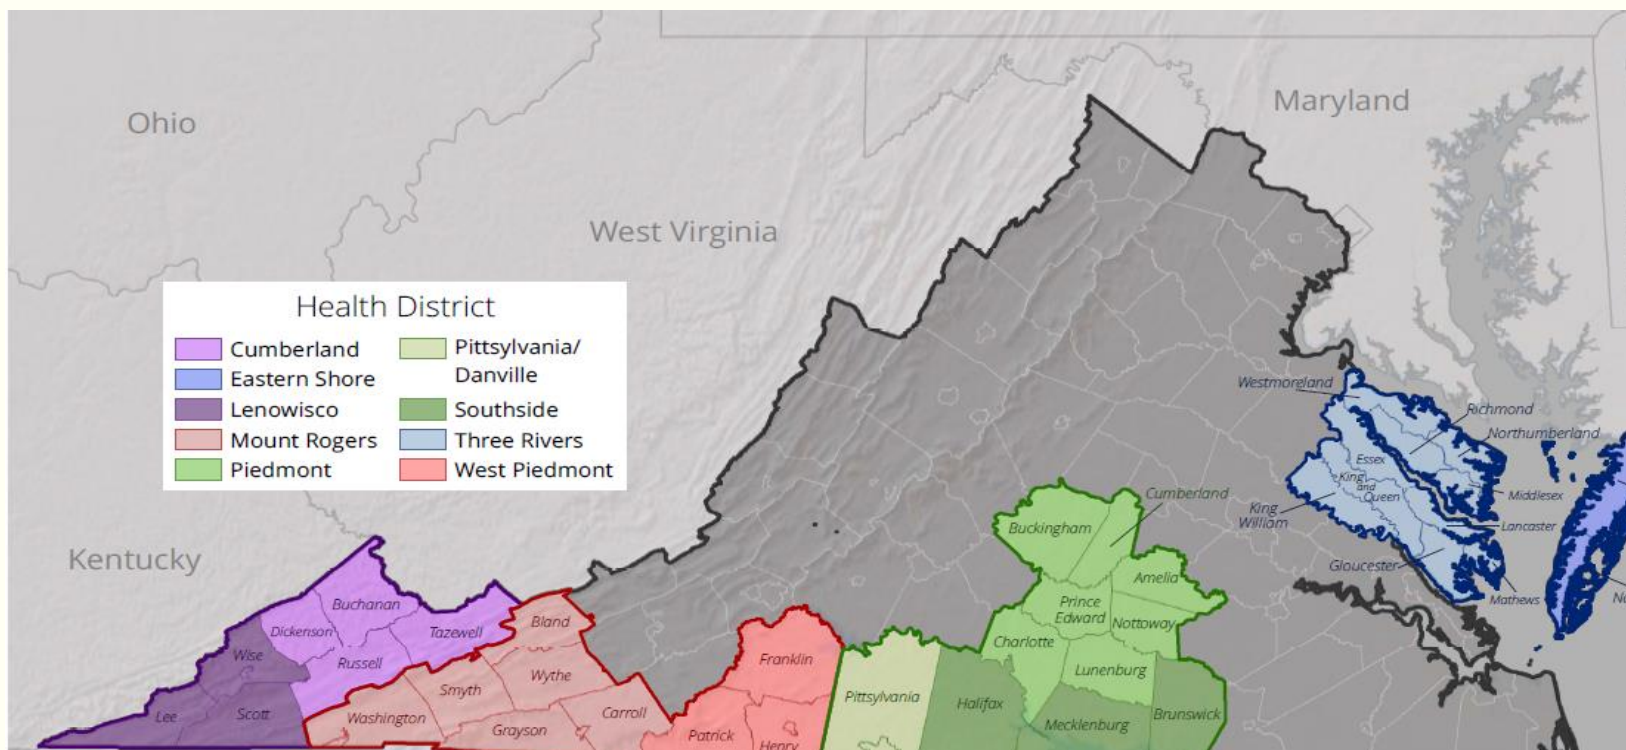 Ohio
Maryland
West Virginia
Kentucky
Health District
Cumberland
Eastern Shore
Lenowisco
Mount Rogers
Piedmont
Pittsylvania/
Danville
Southside
Three Rivers
West Piedmont
Westmoreland
Richmond
Northumberland
Essex
King
and
Queen
Middlesex
King
William
Lancaster
Gloucester
Mathews
Cumberland
Buckingham
Amelia
Prince
Edward
Nottoway
Charlotte
Lunenburg
Buchanan
Dickenson
Tazewell
Russell
Wise
Lee
Scott
Bland
Wythe
Smyth
Washington
Grayson
Carroll
Franklin
Patrick
Henry
Pittsylvania
Halifax
Mecklenburg
Brunswick